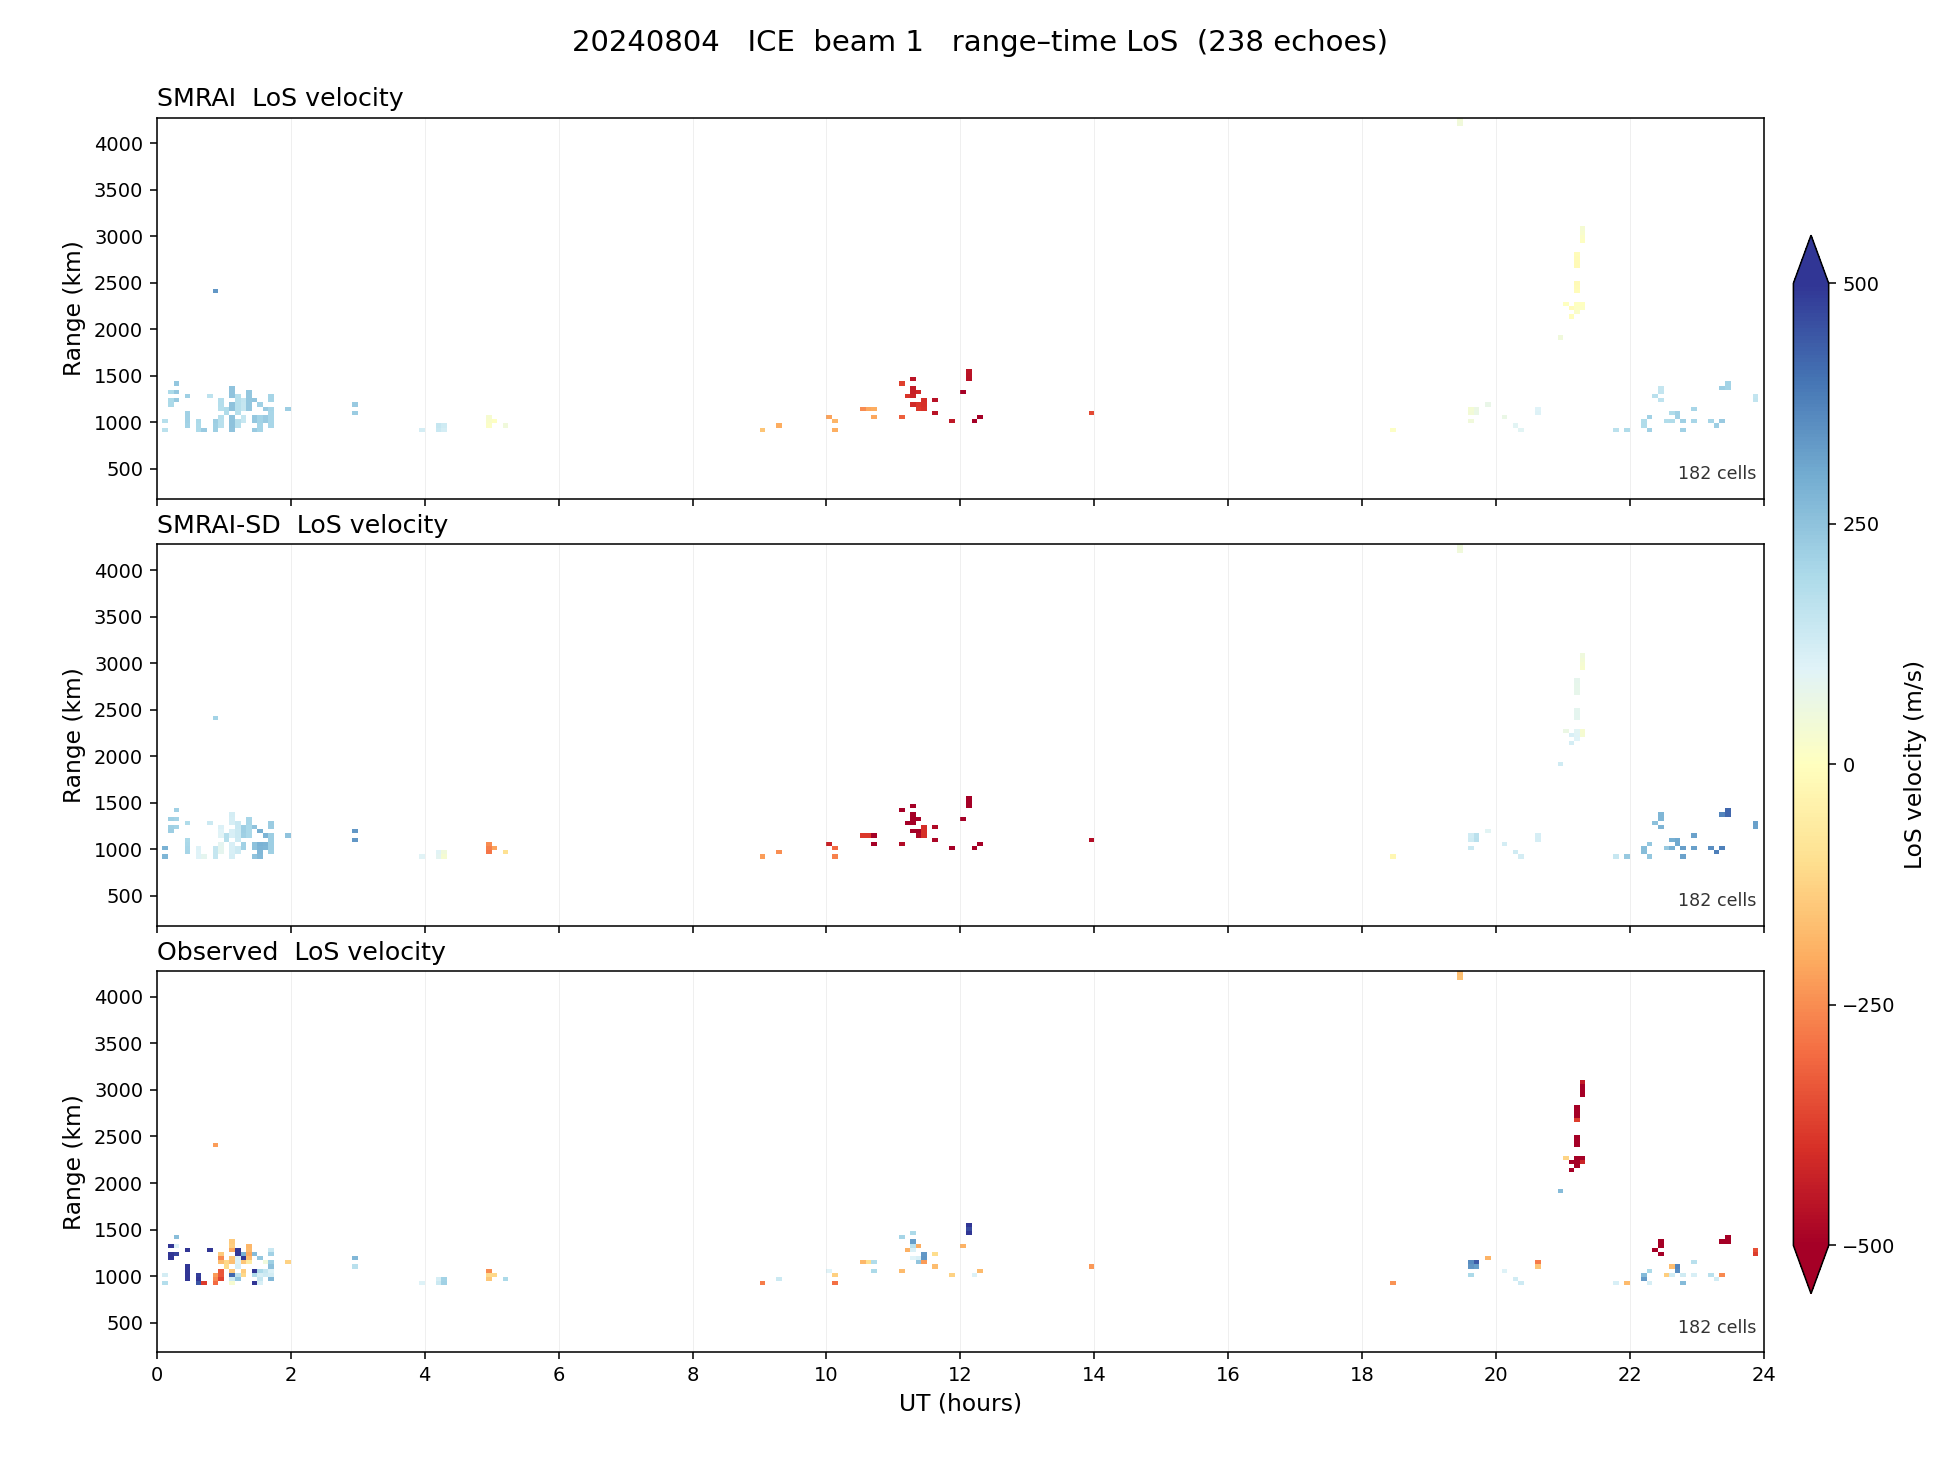 20240804   ICE  beam 1   range–time LoS  (238 echoes)
SMRAI  LoS velocity
4000
3500
3000
2500
2000
1500
1000
500
Range (km)
182 cells
SMRAI-SD  LoS velocity
4000
3500
3000
2500
2000
1500
1000
500
Range (km)
182 cells
Observed  LoS velocity
4000
3500
3000
2500
2000
1500
1000
500
Range (km)
182 cells
0 2 4 6 8 10 12 14 16 18 20 22 24
UT (hours)
500
250
0
−250
−500
LoS velocity (m/s)